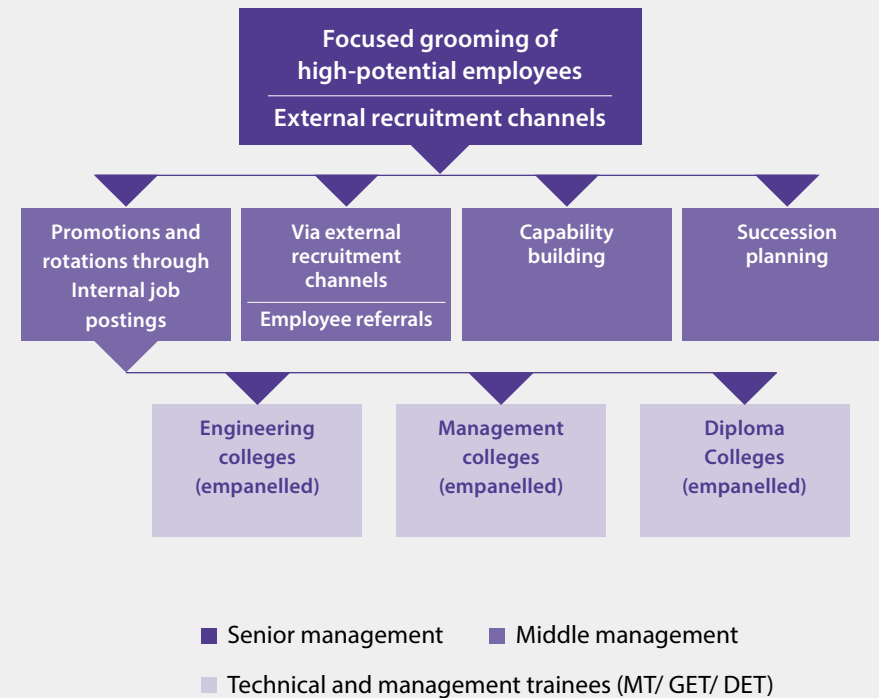 Focused grooming of
high-potential employees
External recruitment channels
Promotions and
rotations through
Internal job
postings
Via external
recruitment
channels
Employee referrals
Capability
building
Succession
planning
Engineering
colleges
(empanelled)
Management
colleges
(empanelled)
Diploma
Colleges
(empanelled)
Senior management
Middle management
Technical and management trainees (MT/ GET/ DET)